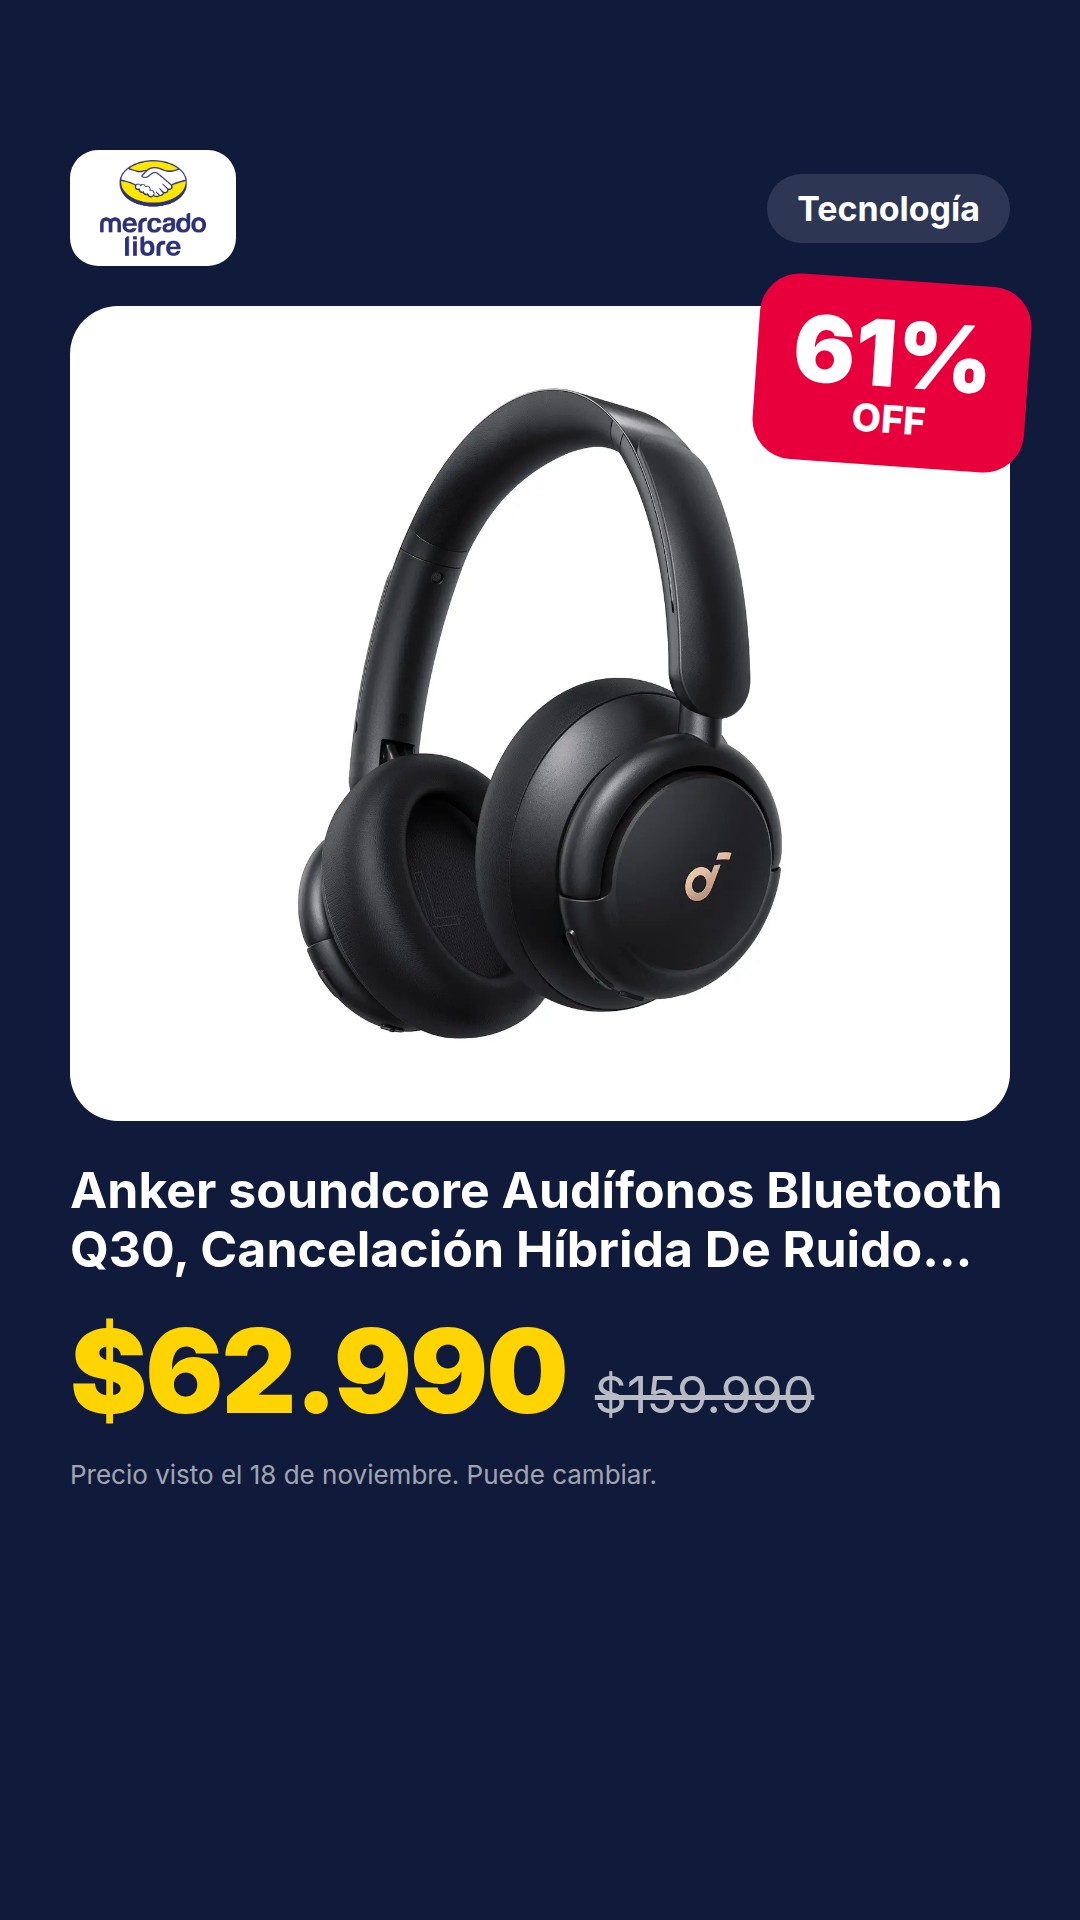 mercado
libre
Tecnología
61%
OFF
Anker soundcore Audífonos Bluetooth
Q30, Cancelación Híbrida De Ruido...
$62.990 $159.990
Precio visto el 18 de noviembre. Puede cambiar.